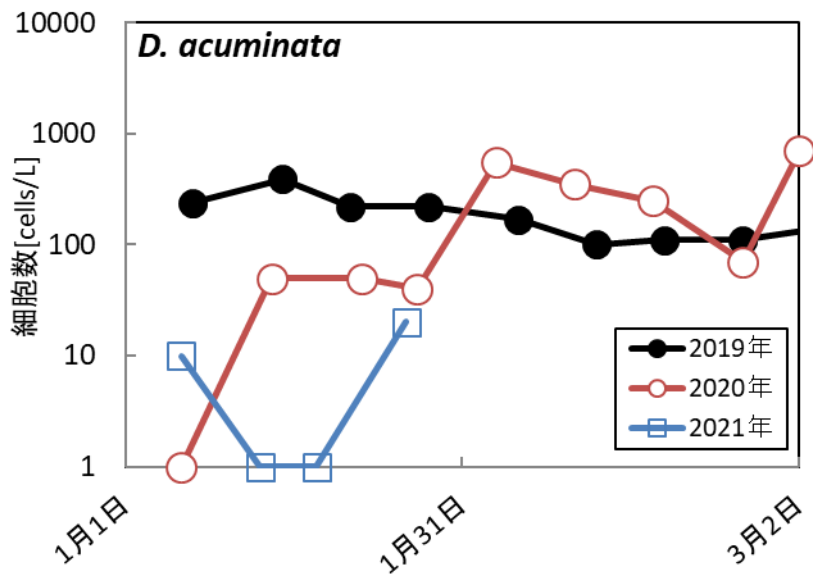 D. acuminata
10000
1000
100
10
1
細胞数[cells/L]
1月1日
1月31日
3月2日
2019年
2020年
2021年